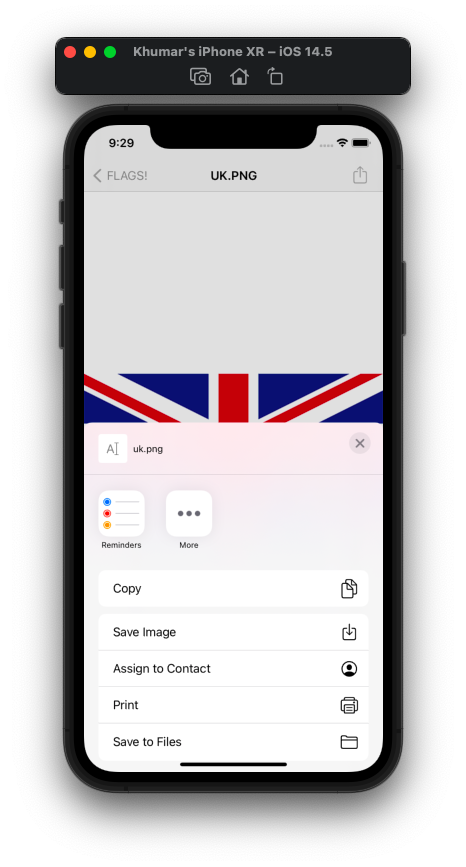 Khumar's iPhone XR – iOS 14.5
9:29
FLAGS!
UK.PNG
A
uk.png
Reminders
More
Copy
Save Image
Assign to Contact
Print
Save to Files